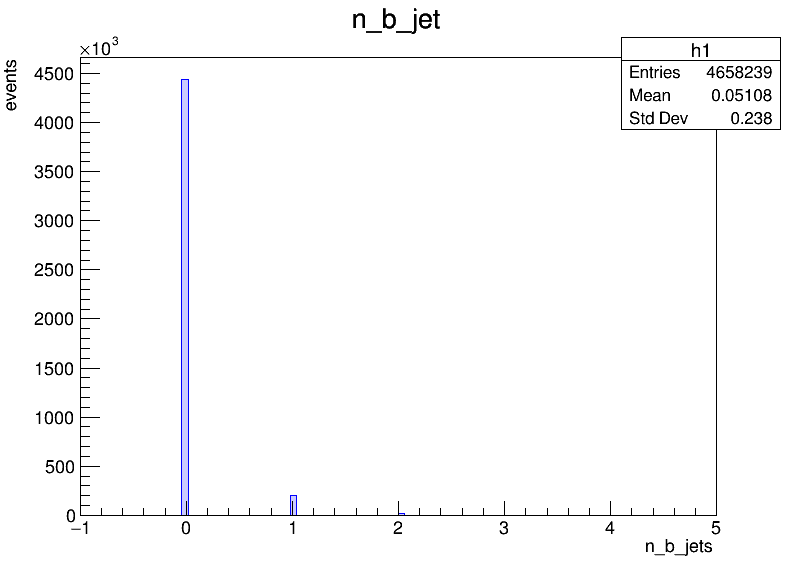 n_b_jet
×10³
events
h1
Entries 4658239
Mean 0.05108
Std Dev 0.238
4500
4000
3500
3000
2500
2000
1500
1000
500
0
−1 0 1 2 3 4 5
n_b_jets